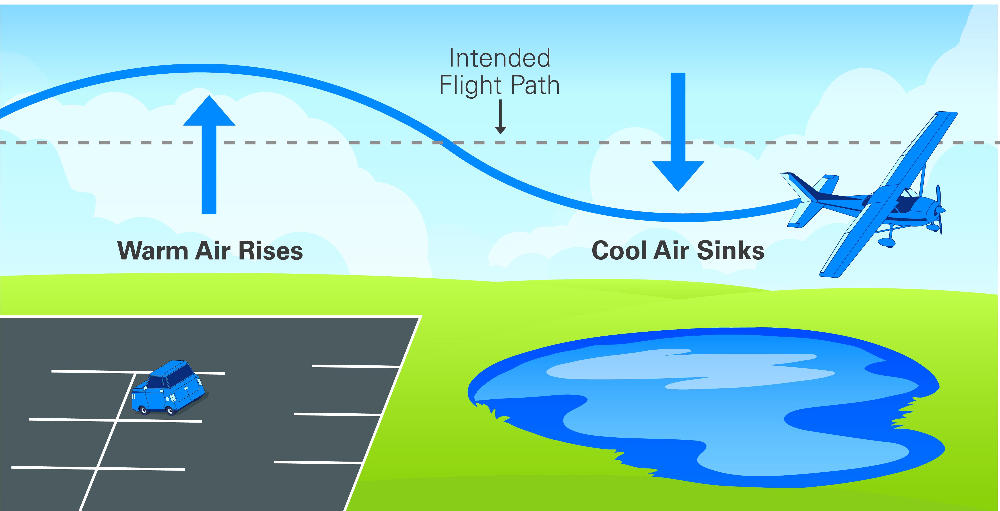 Intended
Flight Path
Warm Air Rises
Cool Air Sinks